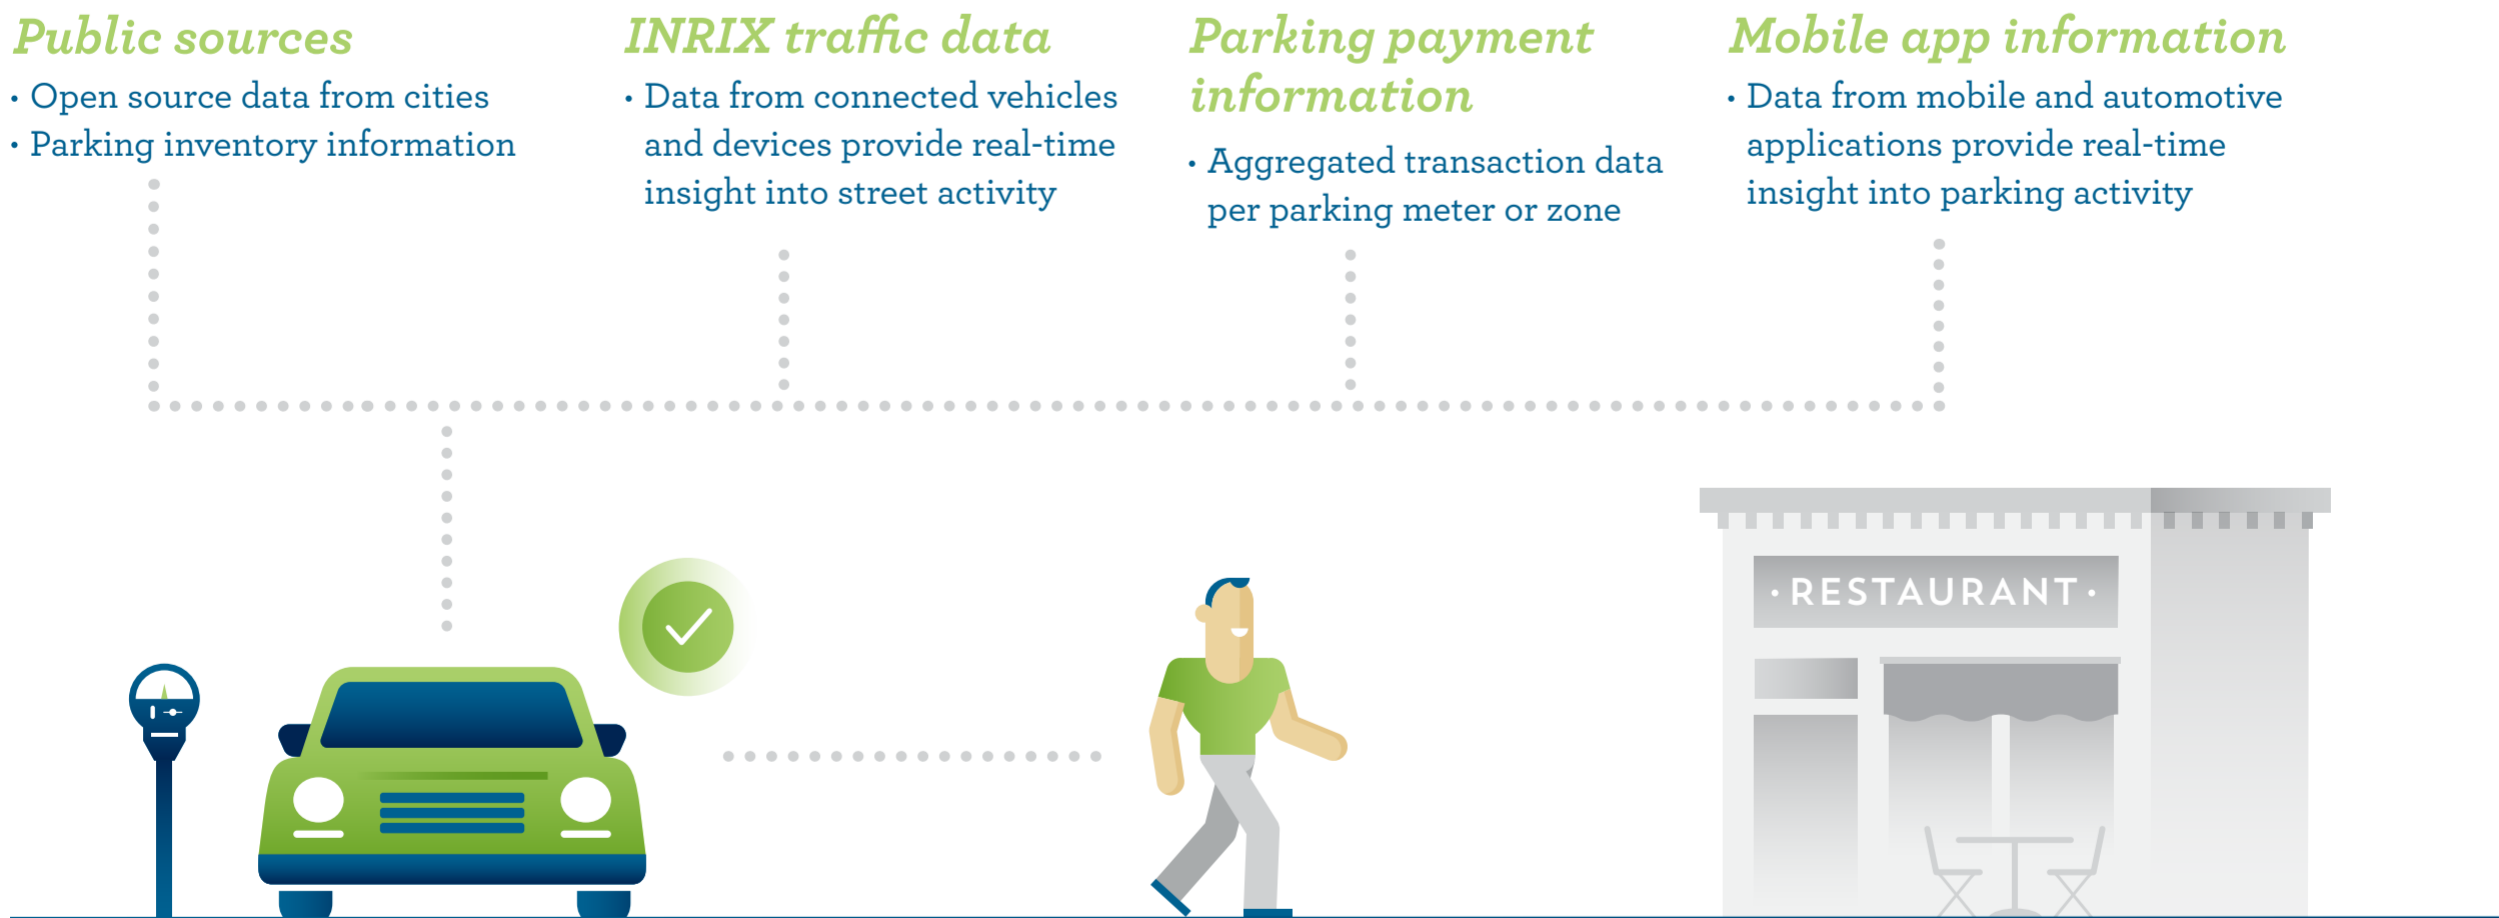 Public sources
• Open source data from cities
• Parking inventory information
INRIX traffic data
• Data from connected vehicles
and devices provide real-time
insight into street activity
Parking payment
information
• Aggregated transaction data
per parking meter or zone
Mobile app information
• Data from mobile and automotive
applications provide real-time
insight into parking activity
• RESTAURANT •